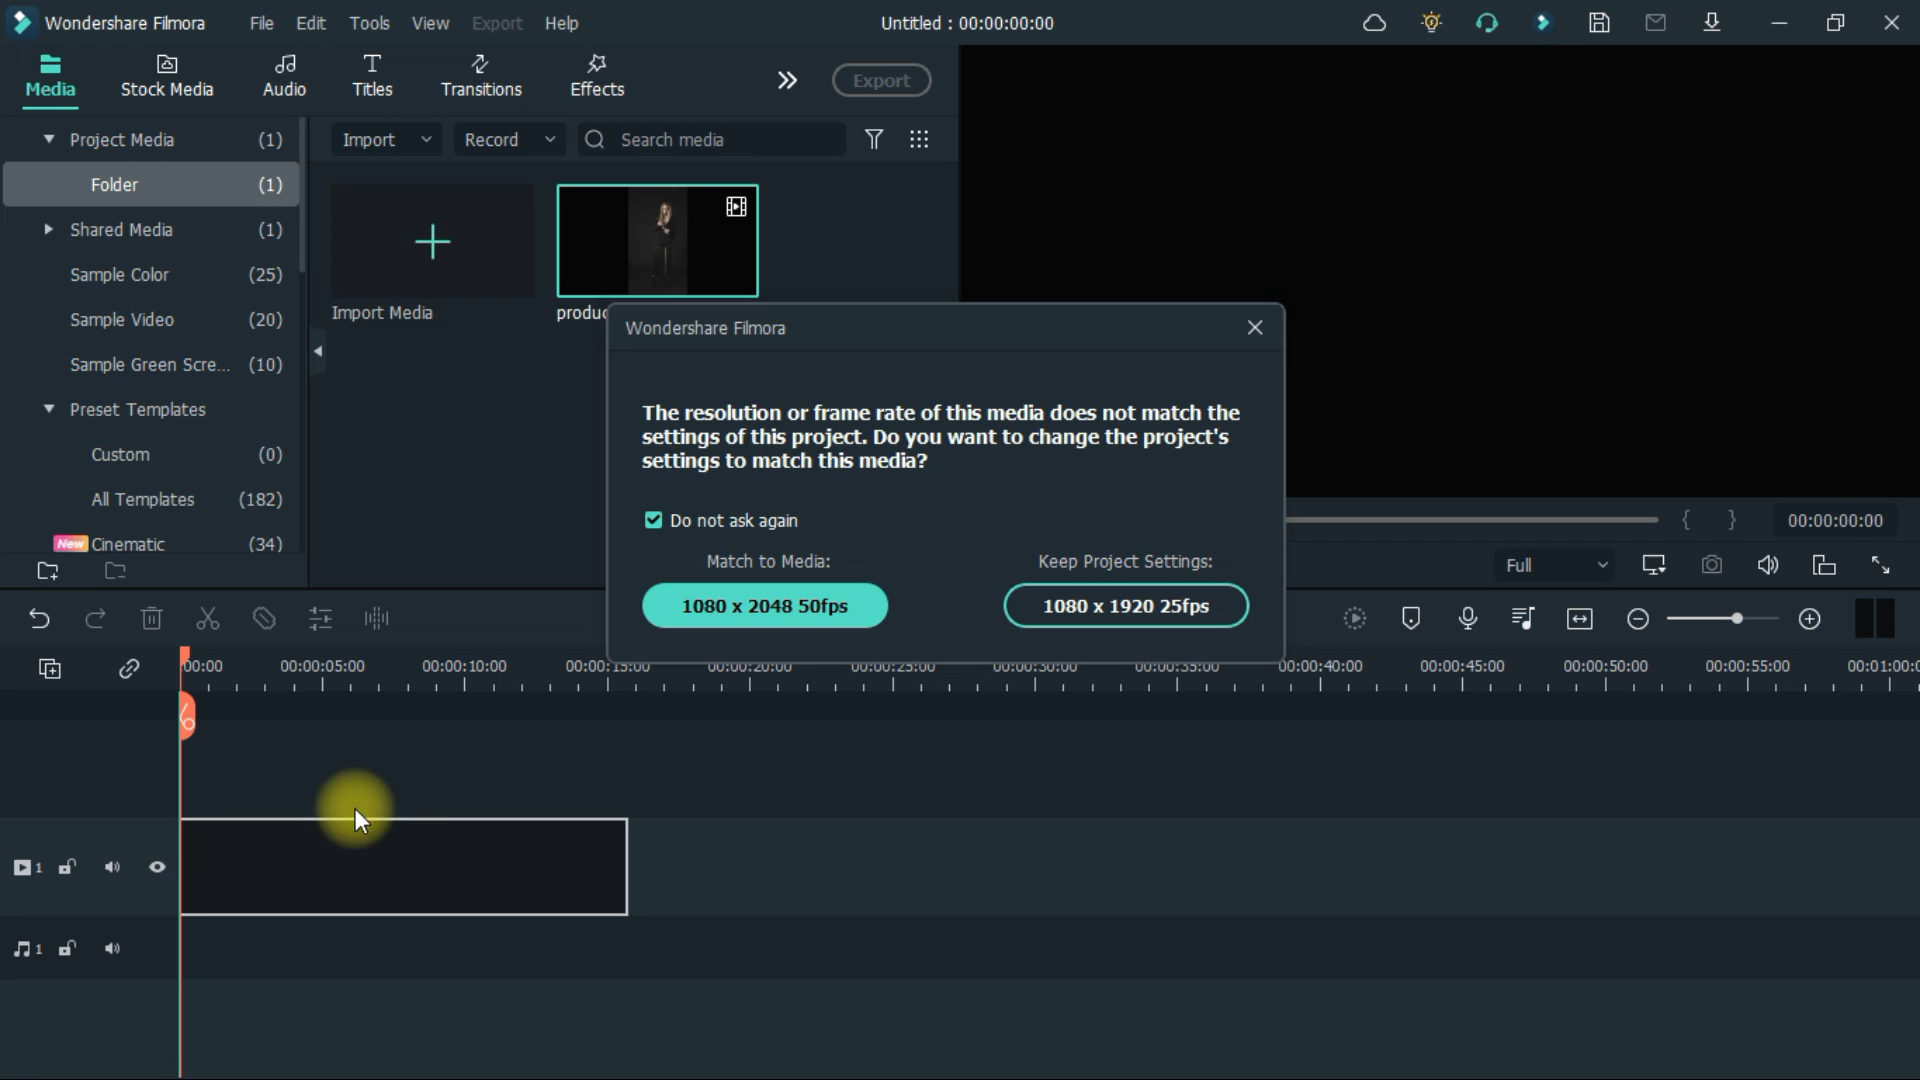 Wondershare Filmora File Edit Tools View Export Help Untitled : 00:00:00:00
Media Stock Media Audio Titles Transitions Effects Export
Project Media (1)
Folder (1)
Shared Media (1)
Sample Color (25)
Sample Video (20)
Sample Green Scre... (10)
Preset Templates
Custom (0)
All Templates (182)
New Cinematic (34)
Import Record Search media
Import Media
Wondershare Filmora
The resolution or frame rate of this media does not match the
settings of this project. Do you want to change the project's
settings to match this media?
Do not ask again
Match to Media: Keep Project Settings:
1080 x 2048 50fps 1080 x 1920 25fps
{ } 00:00:00:00
Full
00:00 00:00:05:00 00:00:10:00 00:00:15:00 00:00:20:00 00:00:25:00 00:00:30:00 00:00:35:00 00:00:40:00 00:00:45:00 00:00:50:00 00:00:55:00 00:01:00:0
1
1